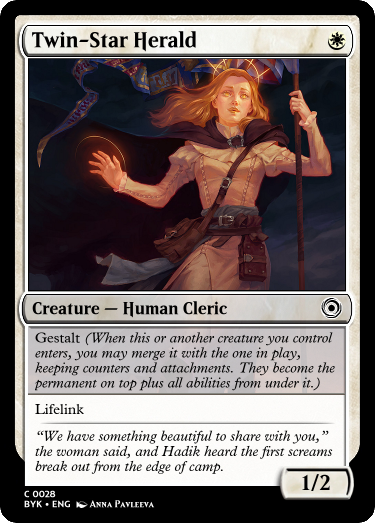 Twin-Star Herald
Creature — Human Cleric
Gestalt (When this or another creature you control
enters, you may merge it with the one in play,
keeping counters and attachments. They become the
permanent on top plus all abilities from under it.)
Lifelink
“We have something beautiful to share with you,”
the woman said, and Hadik heard the first screams
break out from the edge of camp.
1/2
C 0028
BYK • ENG Anna Pavleeva